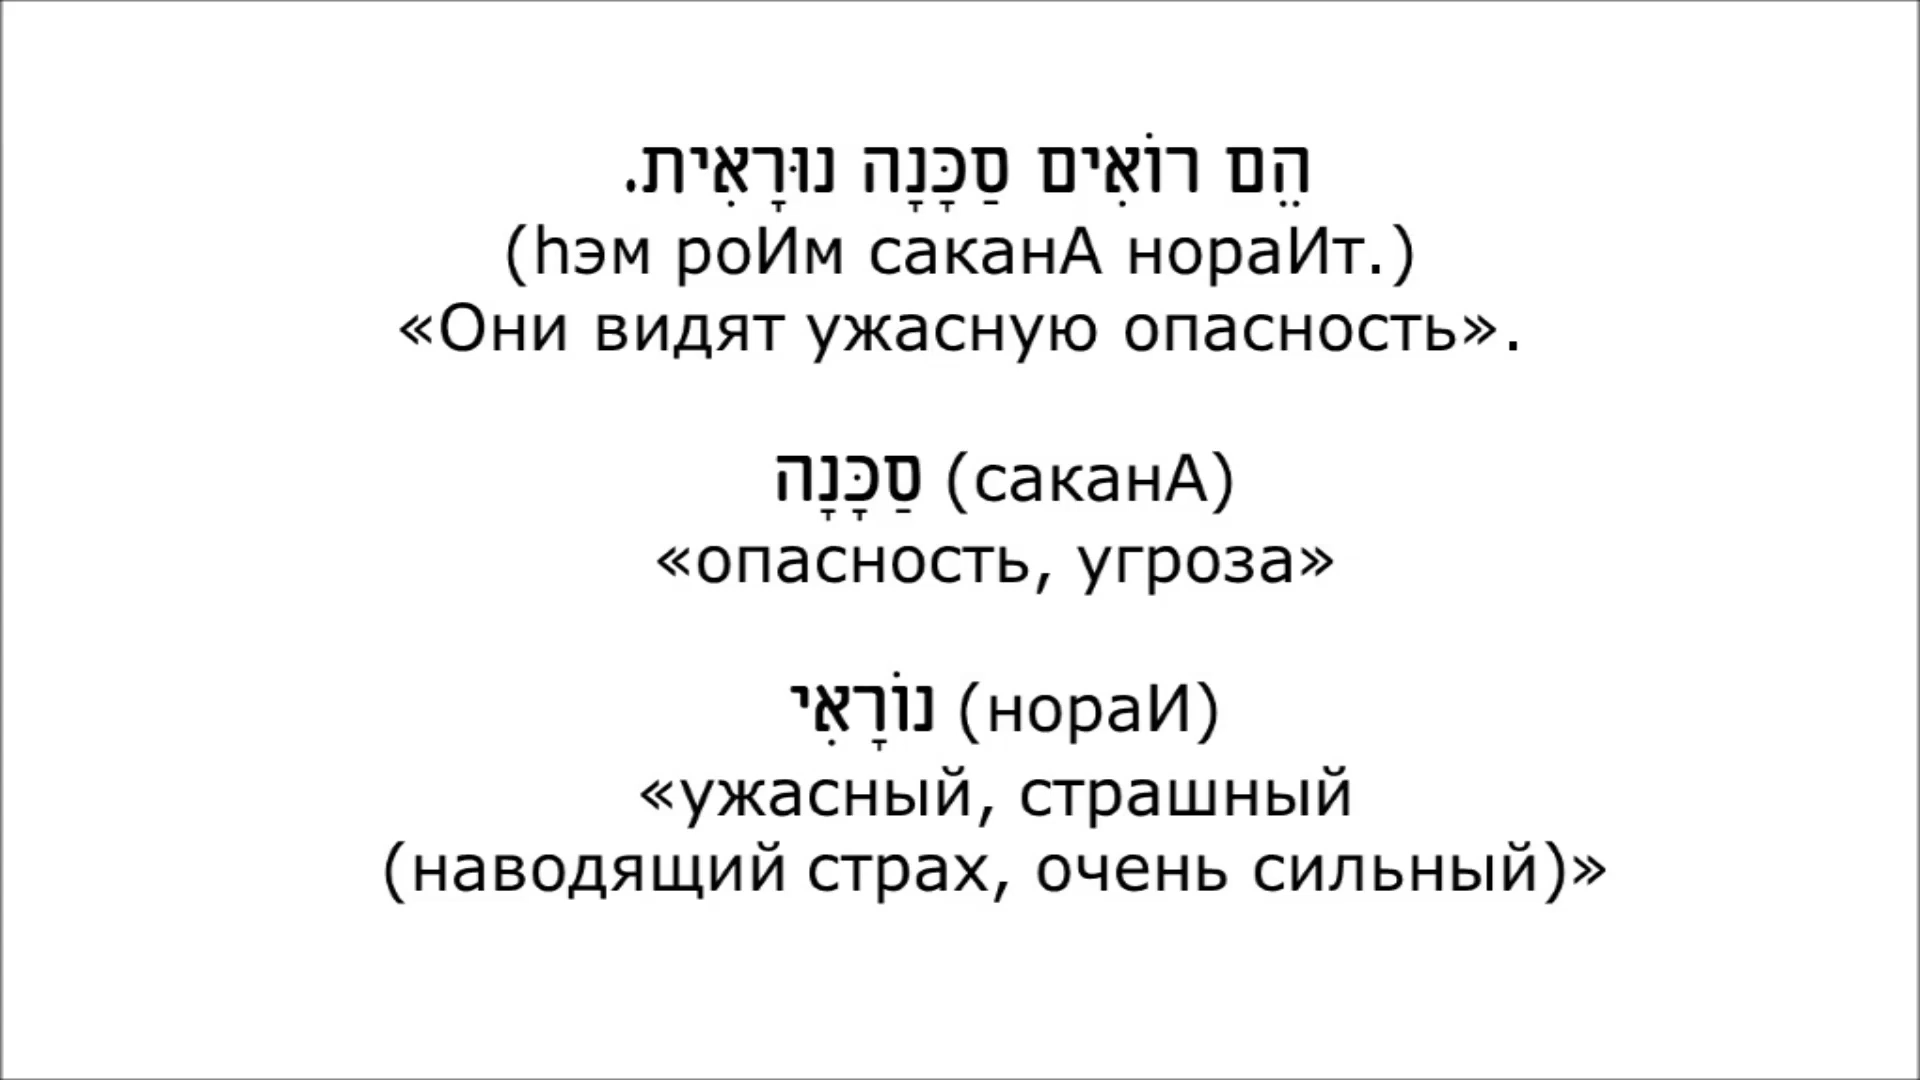 הֵם רוֹאִים סַכָּנָה נוּרָאִית.
(hэм роИм саканА нораИт.)
«Они видят ужасную опасность».
סַכָּנָה (саканА)
«опасность, угроза»
נוֹרָאִי (нораИ)
«ужасный, страшный
(наводящий страх, очень сильный)»